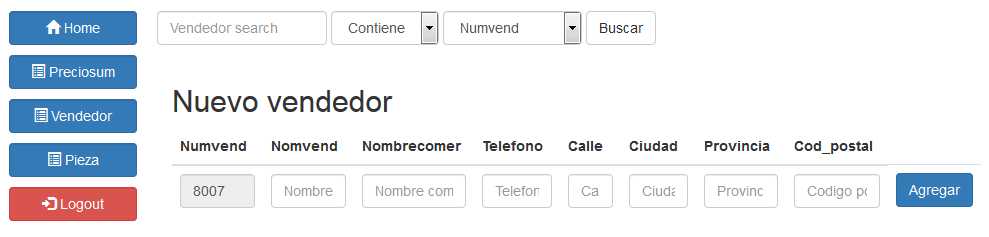 Home
Vendedor search Contiene Numvend Buscar
Preciosum
Vendedor
Pieza
Logout
Nuevo vendedor
Numvend Nomvend Nombrecomer Telefono Calle Ciudad Provincia Cod_postal
8007 Nombre Nombre com Telefon Ca Ciuda Provinc Codigo po Agregar